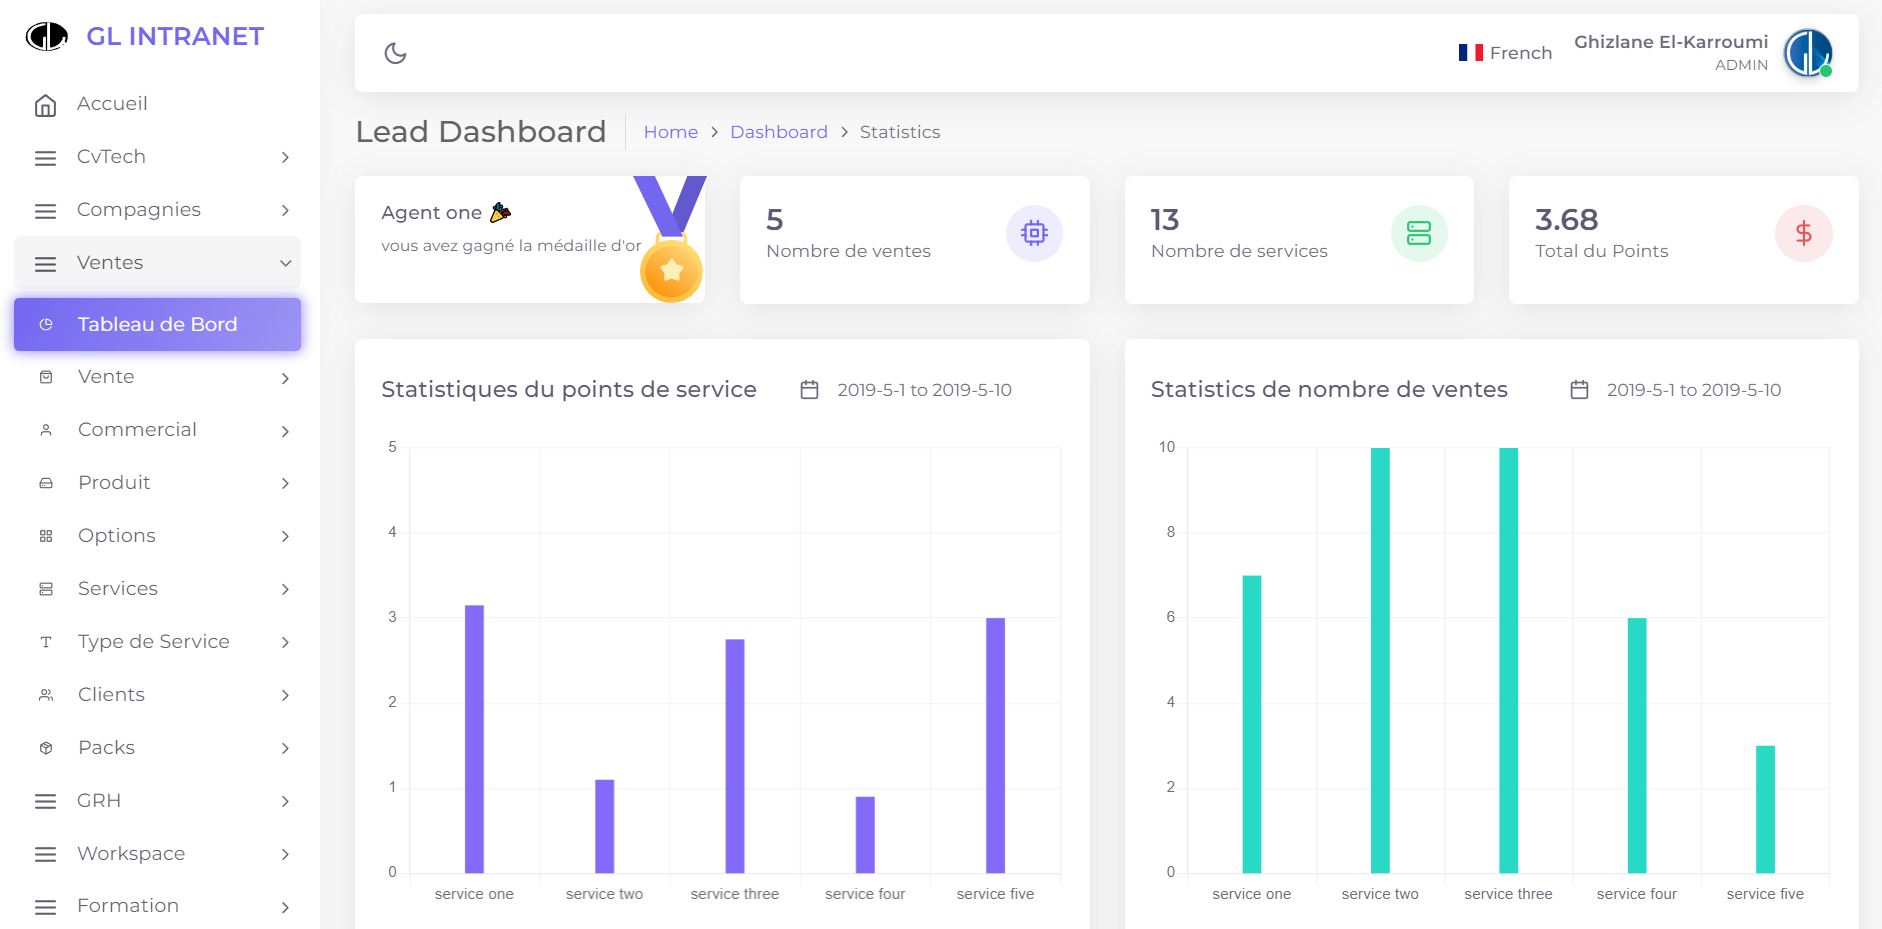 GL INTRANET
Accueil
CvTech
Compagnies
Ventes
Tableau de Bord
Vente
Commercial
Produit
Options
Services
Type de Service
Clients
Packs
GRH
Workspace
Formation
French
Ghizlane El-Karroumi
ADMIN
Lead Dashboard
Home > Dashboard > Statistics
Agent one
vous avez gagné la médaille d'or
5
Nombre de ventes
13
Nombre de services
3.68
Total du Points
Statistiques du points de service
2019-5-1 to 2019-5-10
5
4
3
2
1
0
service one service two service three service four service five
Statistics de nombre de ventes
2019-5-1 to 2019-5-10
10
8
6
4
2
0
service one service two service three service four service five